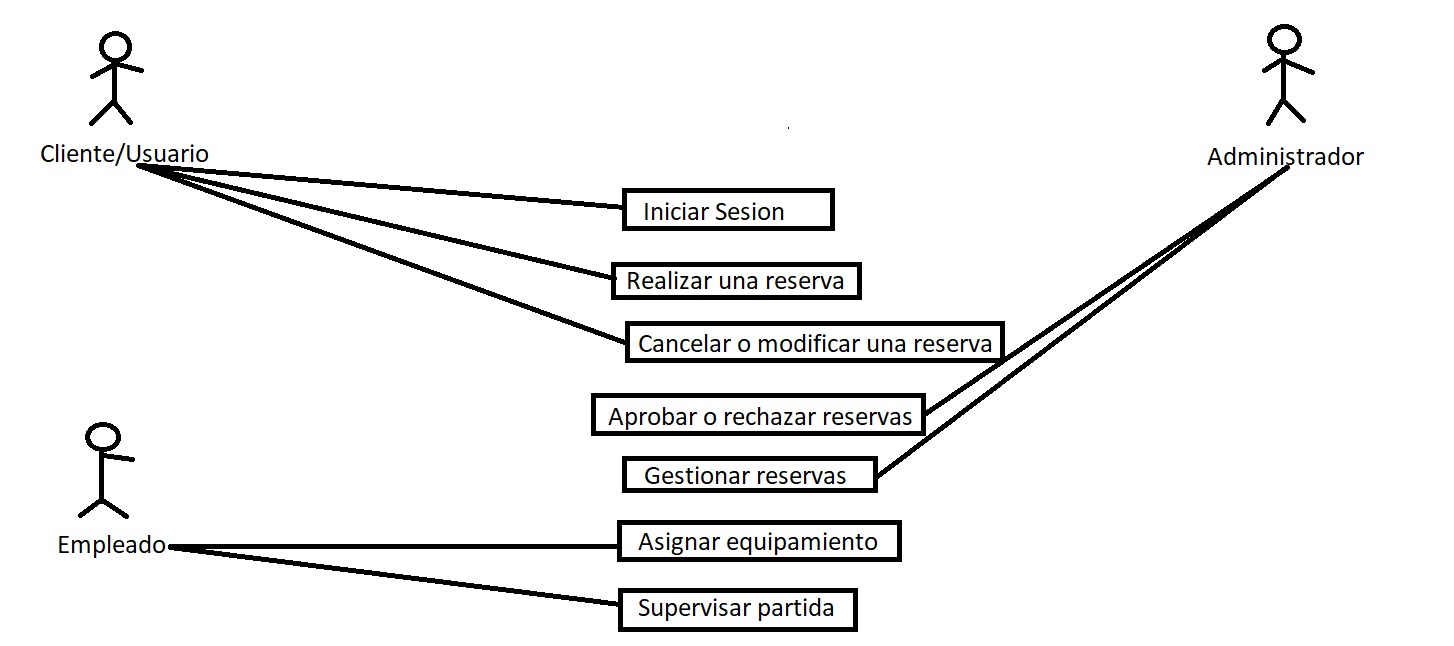 Cliente/Usuario
Administrador
Iniciar Sesion
Realizar una reserva
Cancelar o modificar una reserva
Aprobar o rechazar reservas
Gestionar reservas
Empleado
Asignar equipamiento
Supervisar partida